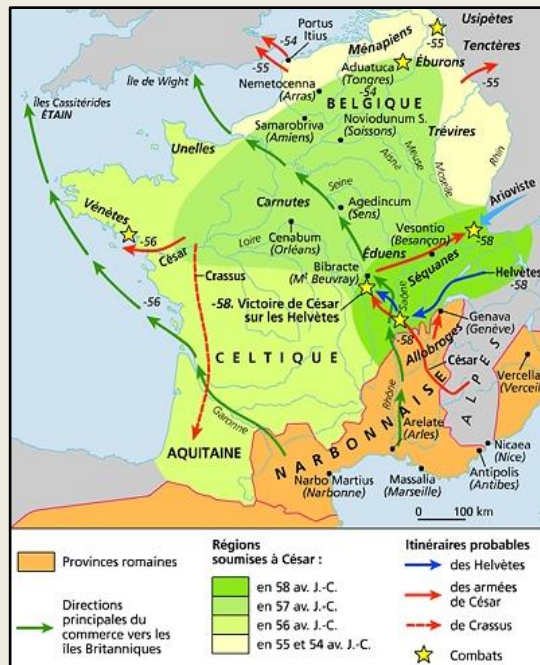 Usipètes
Portus
Itius
-54
-55
Ménapiens
-55
Éburons
Tenctères
-55
Aduatuca
(Tongres)
-54
Île de Wight
Nemetocenna
(Arras)
BELGIQUE
Îles Cassitérides
ÉTAIN
Samarobriva
(Amiens)
Noviodunum S.
(Soissons)
Trévires
Unelles
Aisne
Meuse
Moselle
Rhin
Seine
Carnutes
Agedincum
(Sens)
Arioviste
Vénètes
-56
César
Loire
Cenabum
(Orléans)
Vesontio
(Besançon)
-58
Éduens
Séquanes
Crassus
Bibracte
(Mt Beuvray)
Helvètes
-58
-58. Victoire de César
sur les Helvètes
Saône
-56
-58
Genava
(Genève)
CELTIQUE
Allobroges
César
ALPES
Vercellae
(Verceil)
Garonne
Rhône
AQUITAINE
NARBONNAISE
Arelate
(Arles)
Nicaea
(Nice)
Narbo Martius
(Narbonne)
Massalia
(Marseille)
Antipolis
(Antibes)
0 100 km
Provinces romaines
Directions
principales du
commerce vers les
îles Britanniques
Régions
soumises à César :
en 58 av. J.-C.
en 57 av. J.-C.
en 56 av. J.-C.
en 55 et 54 av. J.-C.
Itinéraires probables
des Helvètes
des armées
de César
de Crassus
Combats